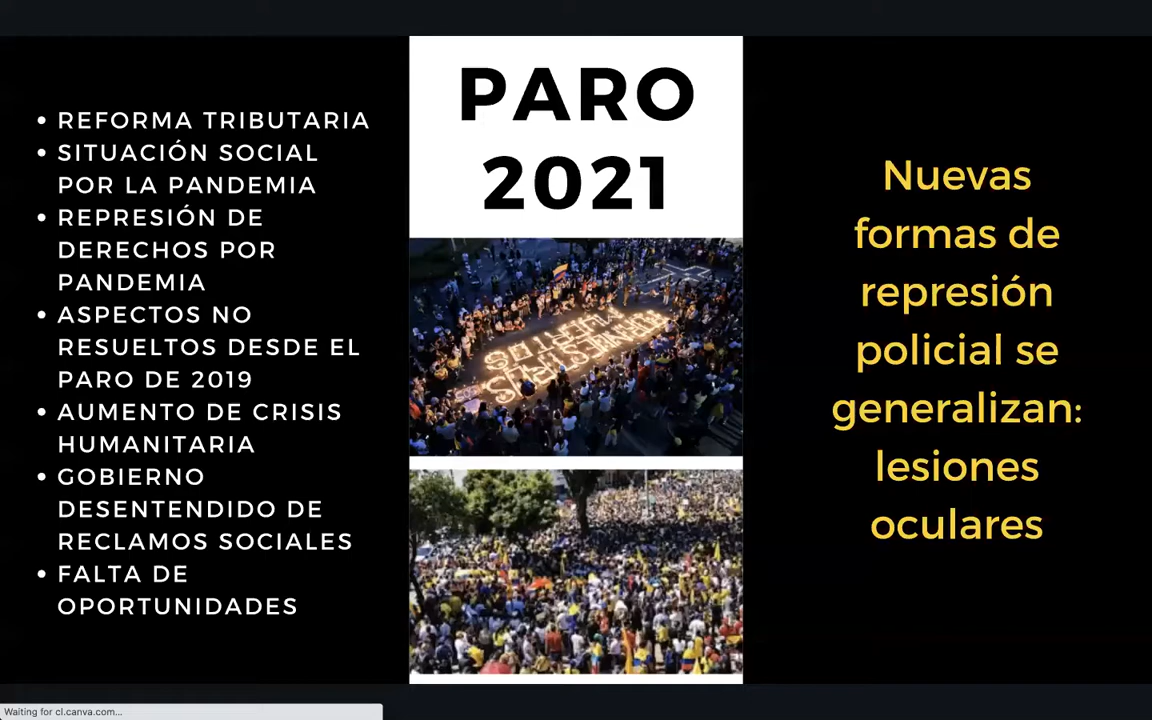 • REFORMA TRIBUTARIA
• SITUACIÓN SOCIAL
POR LA PANDEMIA
• REPRESIÓN DE
DERECHOS POR
PANDEMIA
• ASPECTOS NO
RESUELTOS DESDE EL
PARO DE 2019
• AUMENTO DE CRISIS
HUMANITARIA
• GOBIERNO
DESENTENDIDO DE
RECLAMOS SOCIALES
• FALTA DE
OPORTUNIDADES
PARO
2021
Nuevas
formas de
represión
policial se
generalizan:
lesiones
oculares
Waiting for cl.canva.com...